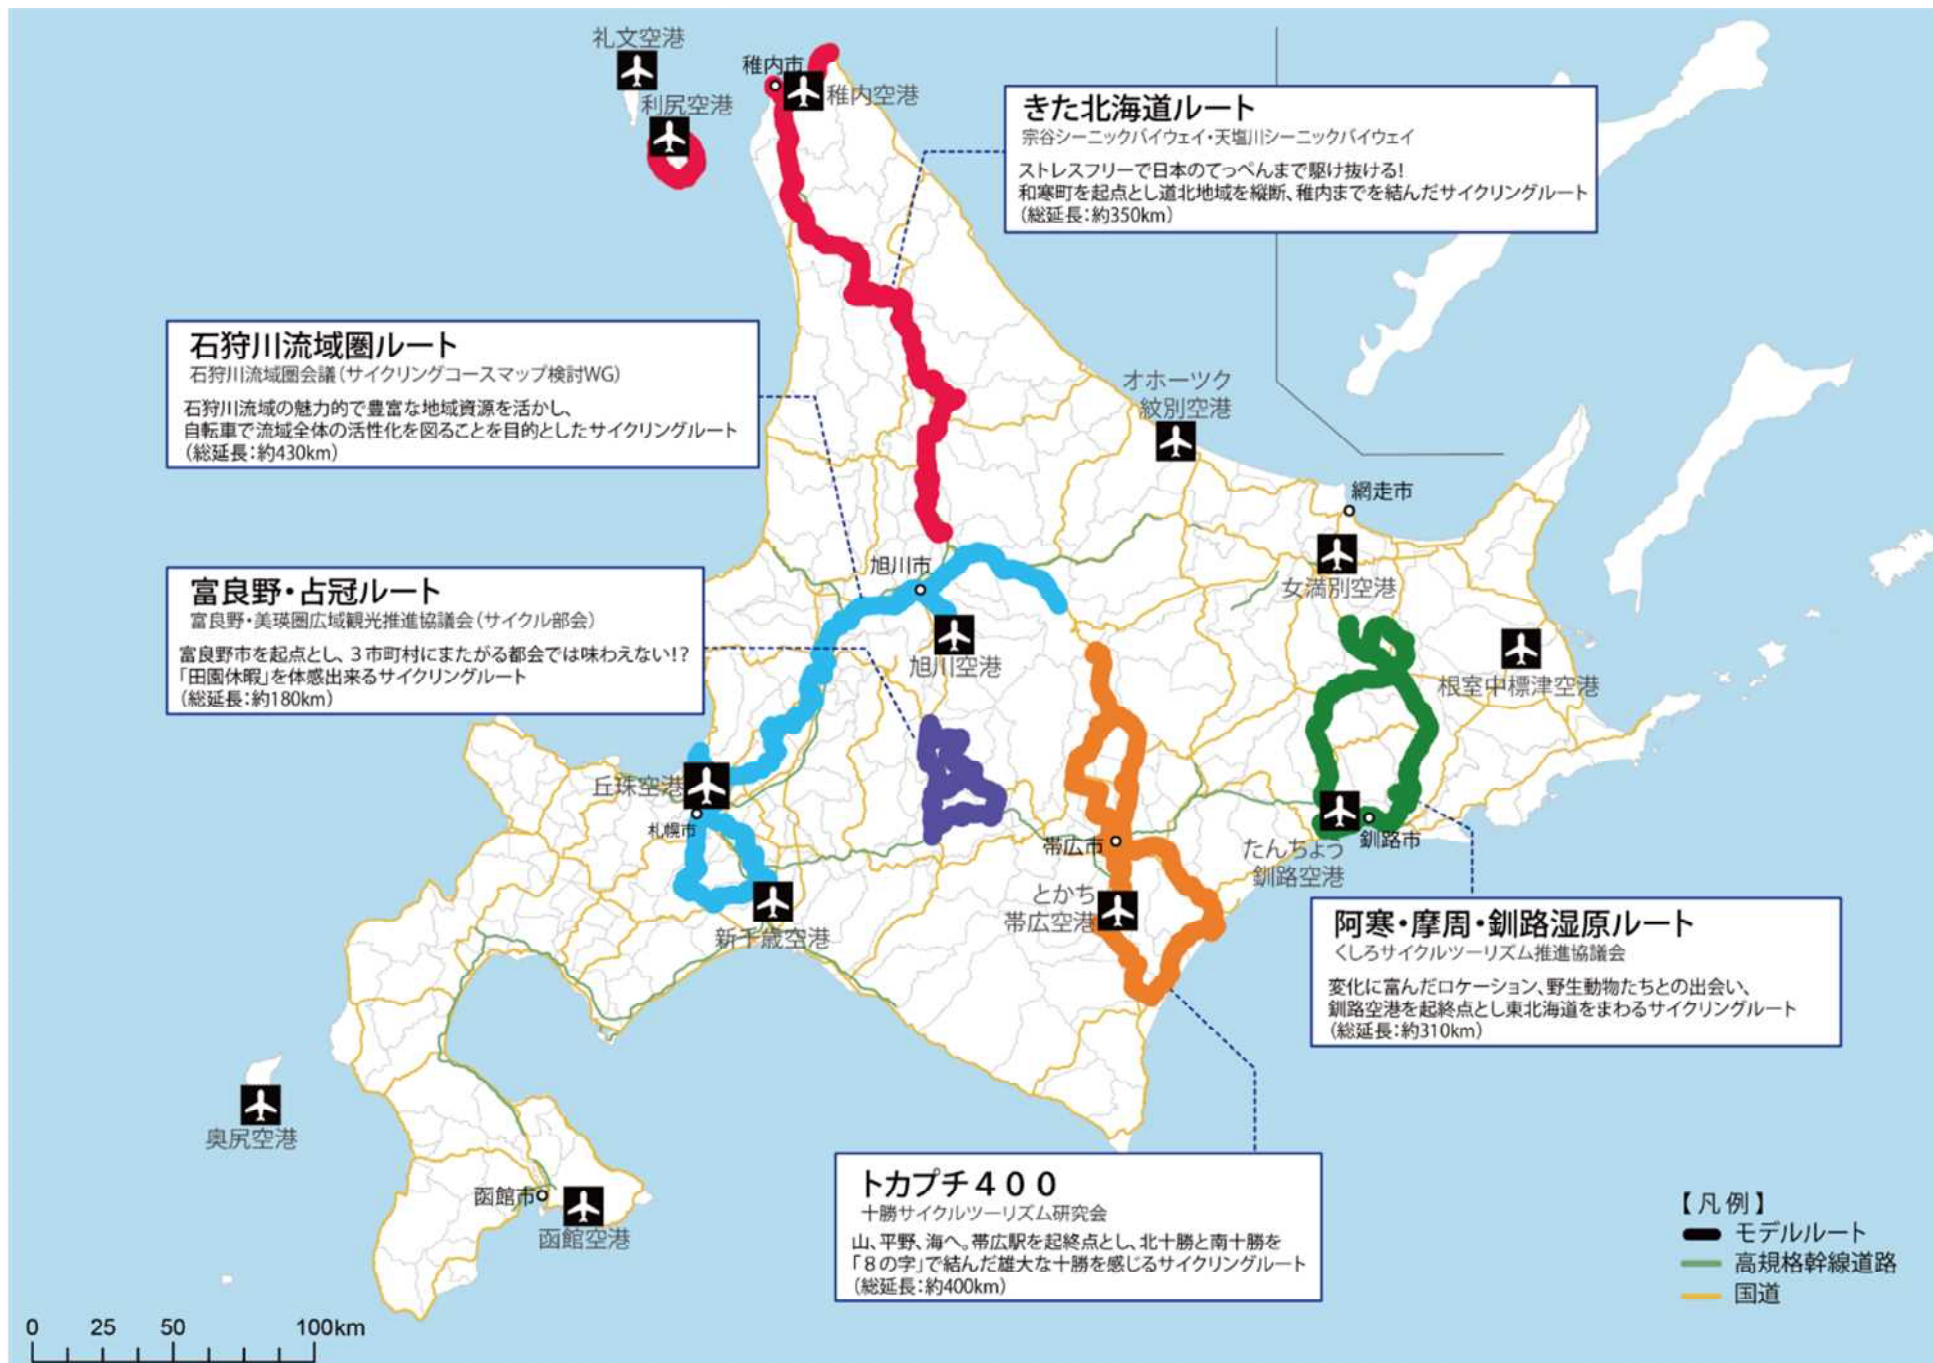 礼文空港
稚内市
稚内空港
利尻空港
きた北海道ルート
宗谷シーニックバイウェイ・天塩川シーニックバイウェイ
ストレスフリーで日本のてっぺんまで駆け抜ける!
和寒町を起点とし道北地域を縦断、稚内までを結んだサイクリングルート
(総延長:約350km)
石狩川流域圏ルート
石狩川流域圏会議(サイクリングコースマップ検討WG)
石狩川流域の魅力的で豊富な地域資源を活かし、
自転車で流域全体の活性化を図ることを目的としたサイクリングルート
(総延長:約430km)
オホーツク
紋別空港
網走市
女満別空港
旭川市
旭川空港
根室中標津空港
富良野・占冠ルート
富良野・美瑛圏広域観光推進協議会(サイクル部会)
富良野市を起点とし、3市町村にまたがる都会では味わえない!?
「田園休暇」を体感出来るサイクリングルート
(総延長:約180km)
丘珠空港
札幌市
新千歳空港
帯広市
とかち
帯広空港
たんちょう
釧路空港
釧路市
阿寒・摩周・釧路湿原ルート
くしろサイクルツーリズム推進協議会
変化に富んだロケーション、野生動物たちとの出会い、
釧路空港を起終点とし東北海道をまわるサイクリングルート
(総延長:約310km)
奥尻空港
函館市
函館空港
トカプチ400
十勝サイクルツーリズム研究会
山、平野、海へ。帯広駅を起終点とし、北十勝と南十勝を
「8の字」で結んだ雄大な十勝を感じるサイクリングルート
(総延長:約400km)
【凡例】
モデルルート
高規格幹線道路
国道
0 25 50 100km